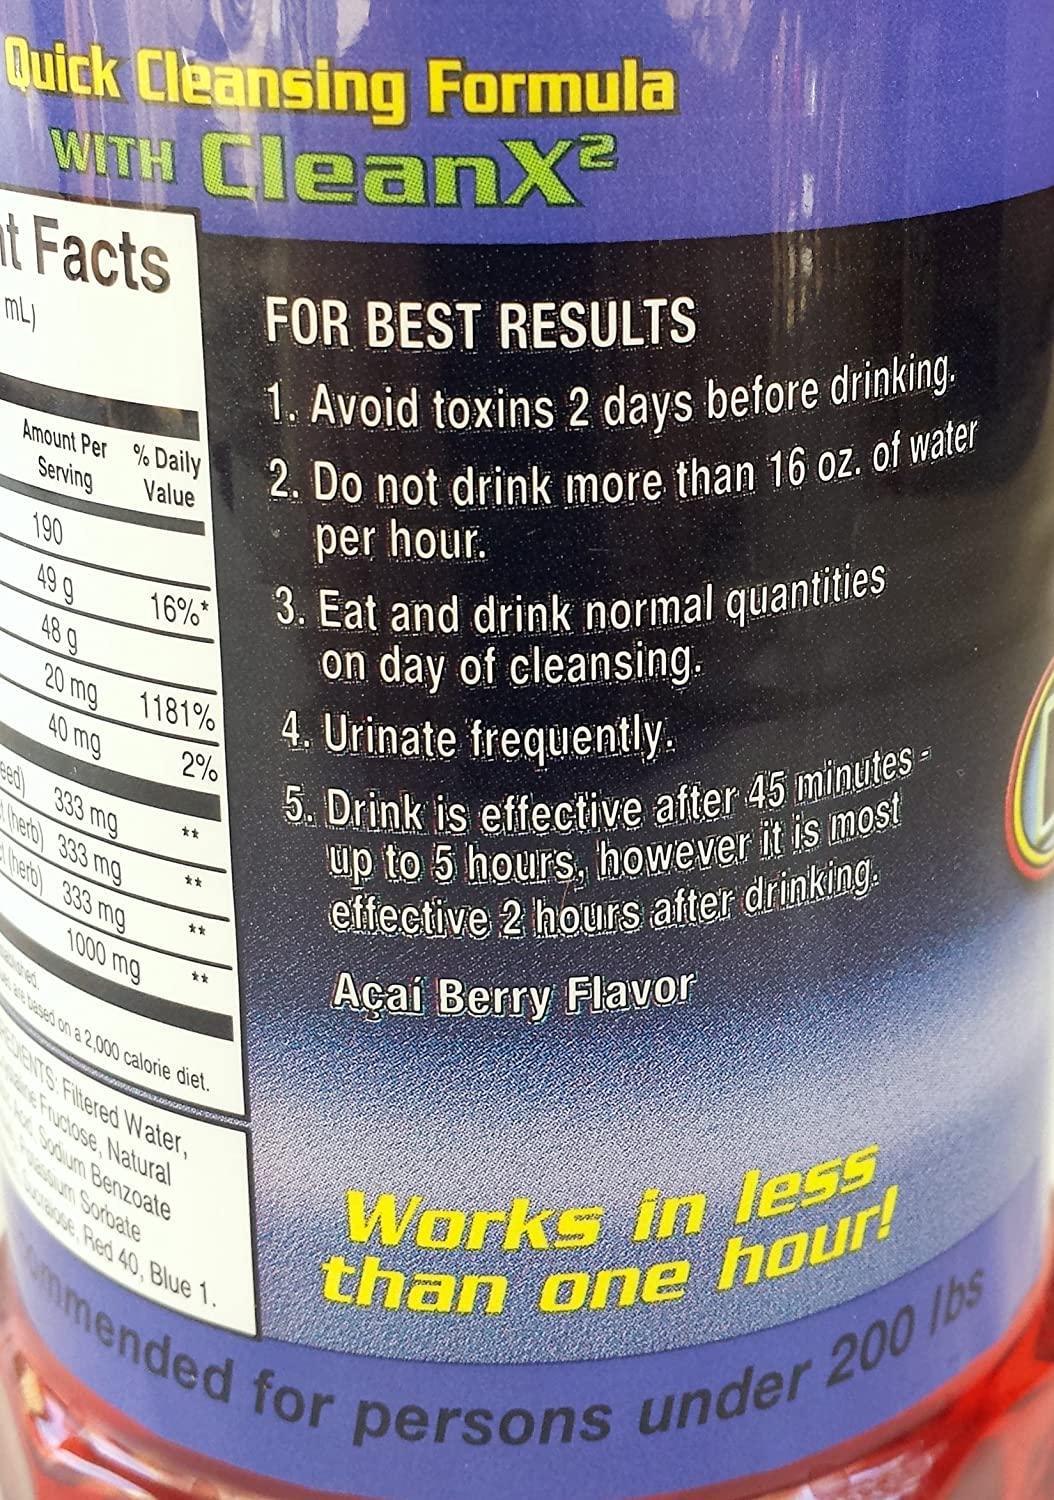 Quick Cleansing Formula
WITH CleanX²
Facts
mL)
Amount Per
Serving
% Daily
Value
190
49 g 16%*
48 g
20 mg 1181%
40 mg 2%
333 mg **
(herb) 333 mg **
(herb) 333 mg **
1000 mg **
are based on a 2,000 calorie diet.
Filtered Water,
Fructose, Natural
Sodium Benzoate
Potassium Sorbate
Sucralose, Red 40, Blue 1.
FOR BEST RESULTS
1. Avoid toxins 2 days before drinking.
2. Do not drink more than 16 oz. of water
per hour.
3. Eat and drink normal quantities
on day of cleansing.
4. Urinate frequently.
5. Drink is effective after 45 minutes -
up to 5 hours, however it is most
effective 2 hours after drinking.
Açaí Berry Flavor
Works in less
than one hour!
for persons under 200 lbs